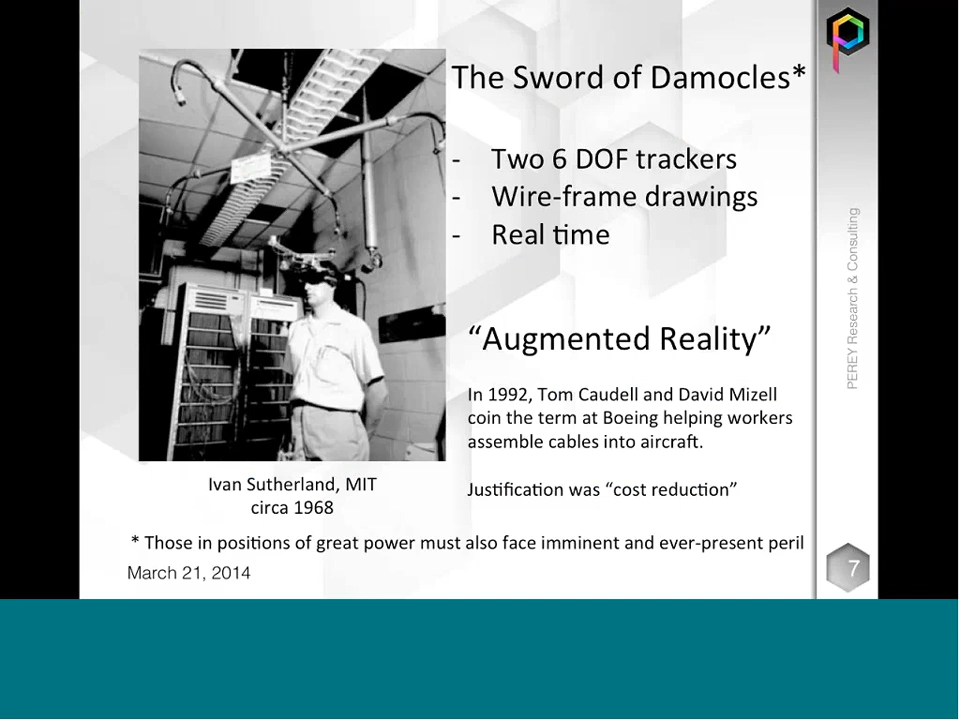 The Sword of Damocles*
- Two 6 DOF trackers
- Wire-frame drawings
- Real time
“Augmented Reality”
In 1992, Tom Caudell and David Mizell
coin the term at Boeing helping workers
assemble cables into aircraft.
Justification was “cost reduction”
Ivan Sutherland, MIT
circa 1968
* Those in positions of great power must also face imminent and ever-present peril
March 21, 2014
PEREY Research & Consulting
7